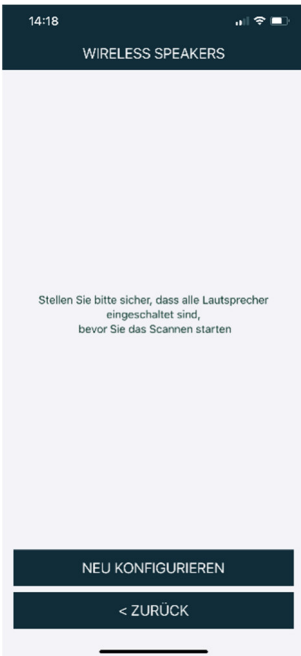 14:18
WIRELESS SPEAKERS
Stellen Sie bitte sicher, dass alle Lautsprecher
eingeschaltet sind,
bevor Sie das Scannen starten
NEU KONFIGURIEREN
< ZURÜCK